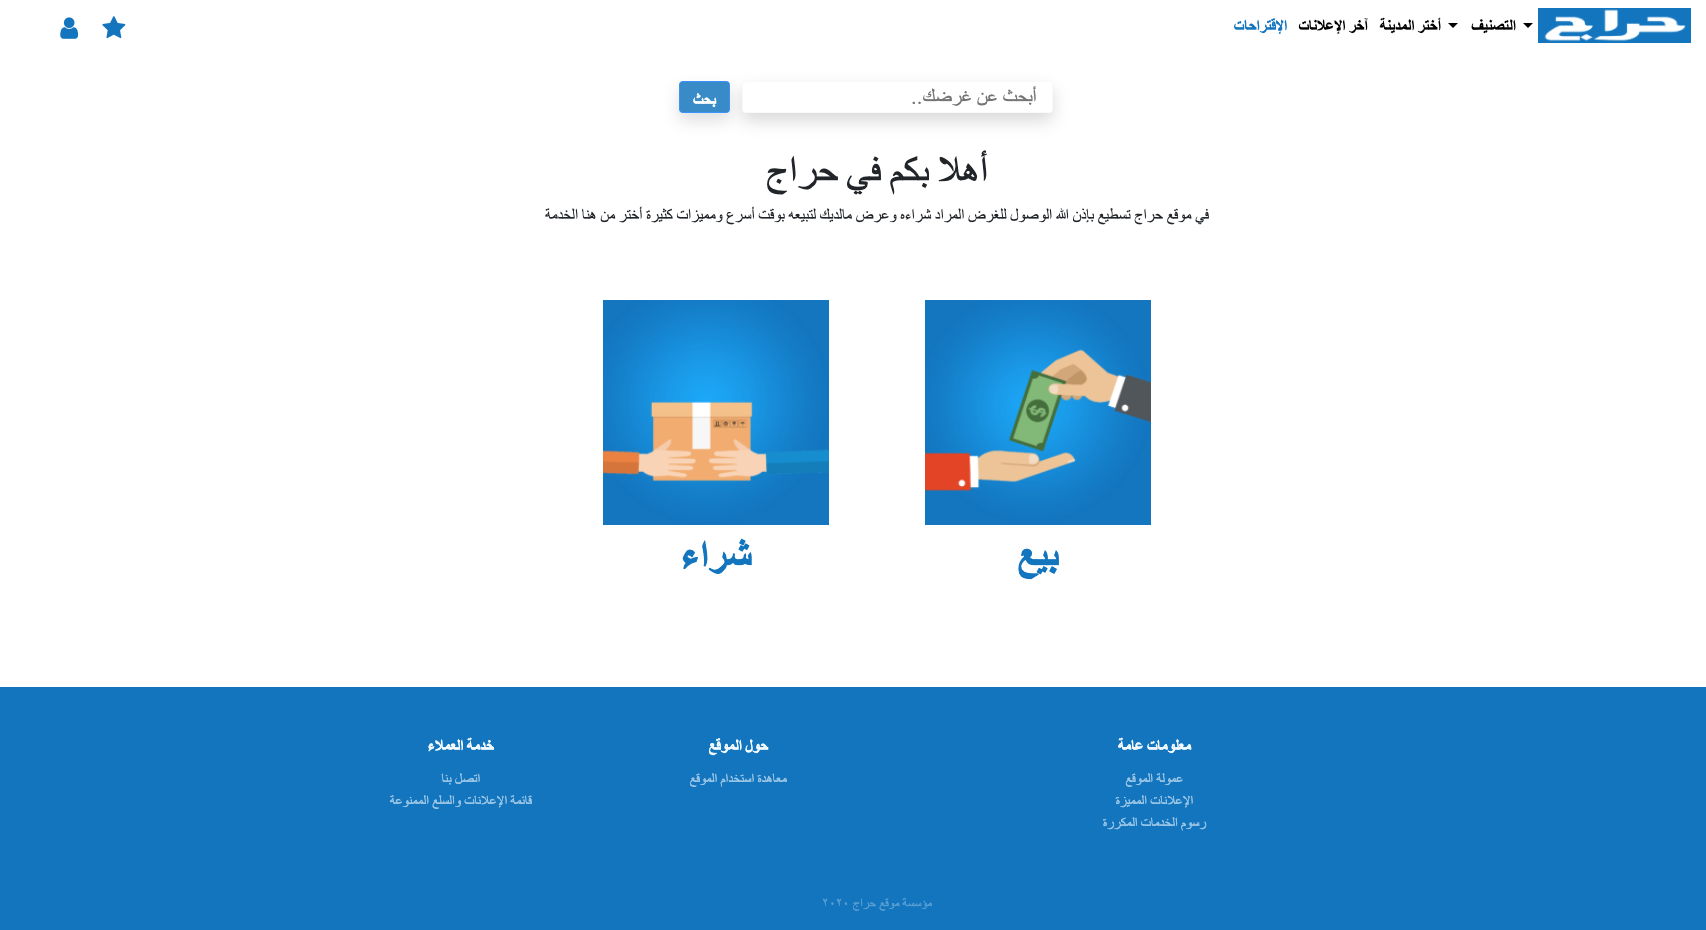 حراج
التصنيف
أختر المدينة
آخر الإعلانات
الإقتراحات
أبحث عن غرضك..
بحث
أهلا بكم في حراج
في موقع حراج تسطيع بإذن الله الوصول للغرض المراد شراءه وعرض مالديك لتبيعه بوقت أسرع ومميزات كثيرة أختر من هنا الخدمة
بيع
شراء
معلومات عامة
عمولة الموقع
الإعلانات المميزة
رسوم الخدمات المكررة
حول الموقع
معاهدة استخدام الموقع
خدمة العملاء
اتصل بنا
قائمة الإعلانات والسلع الممنوعة
مؤسسة موقع حراج ٢٠٢٠